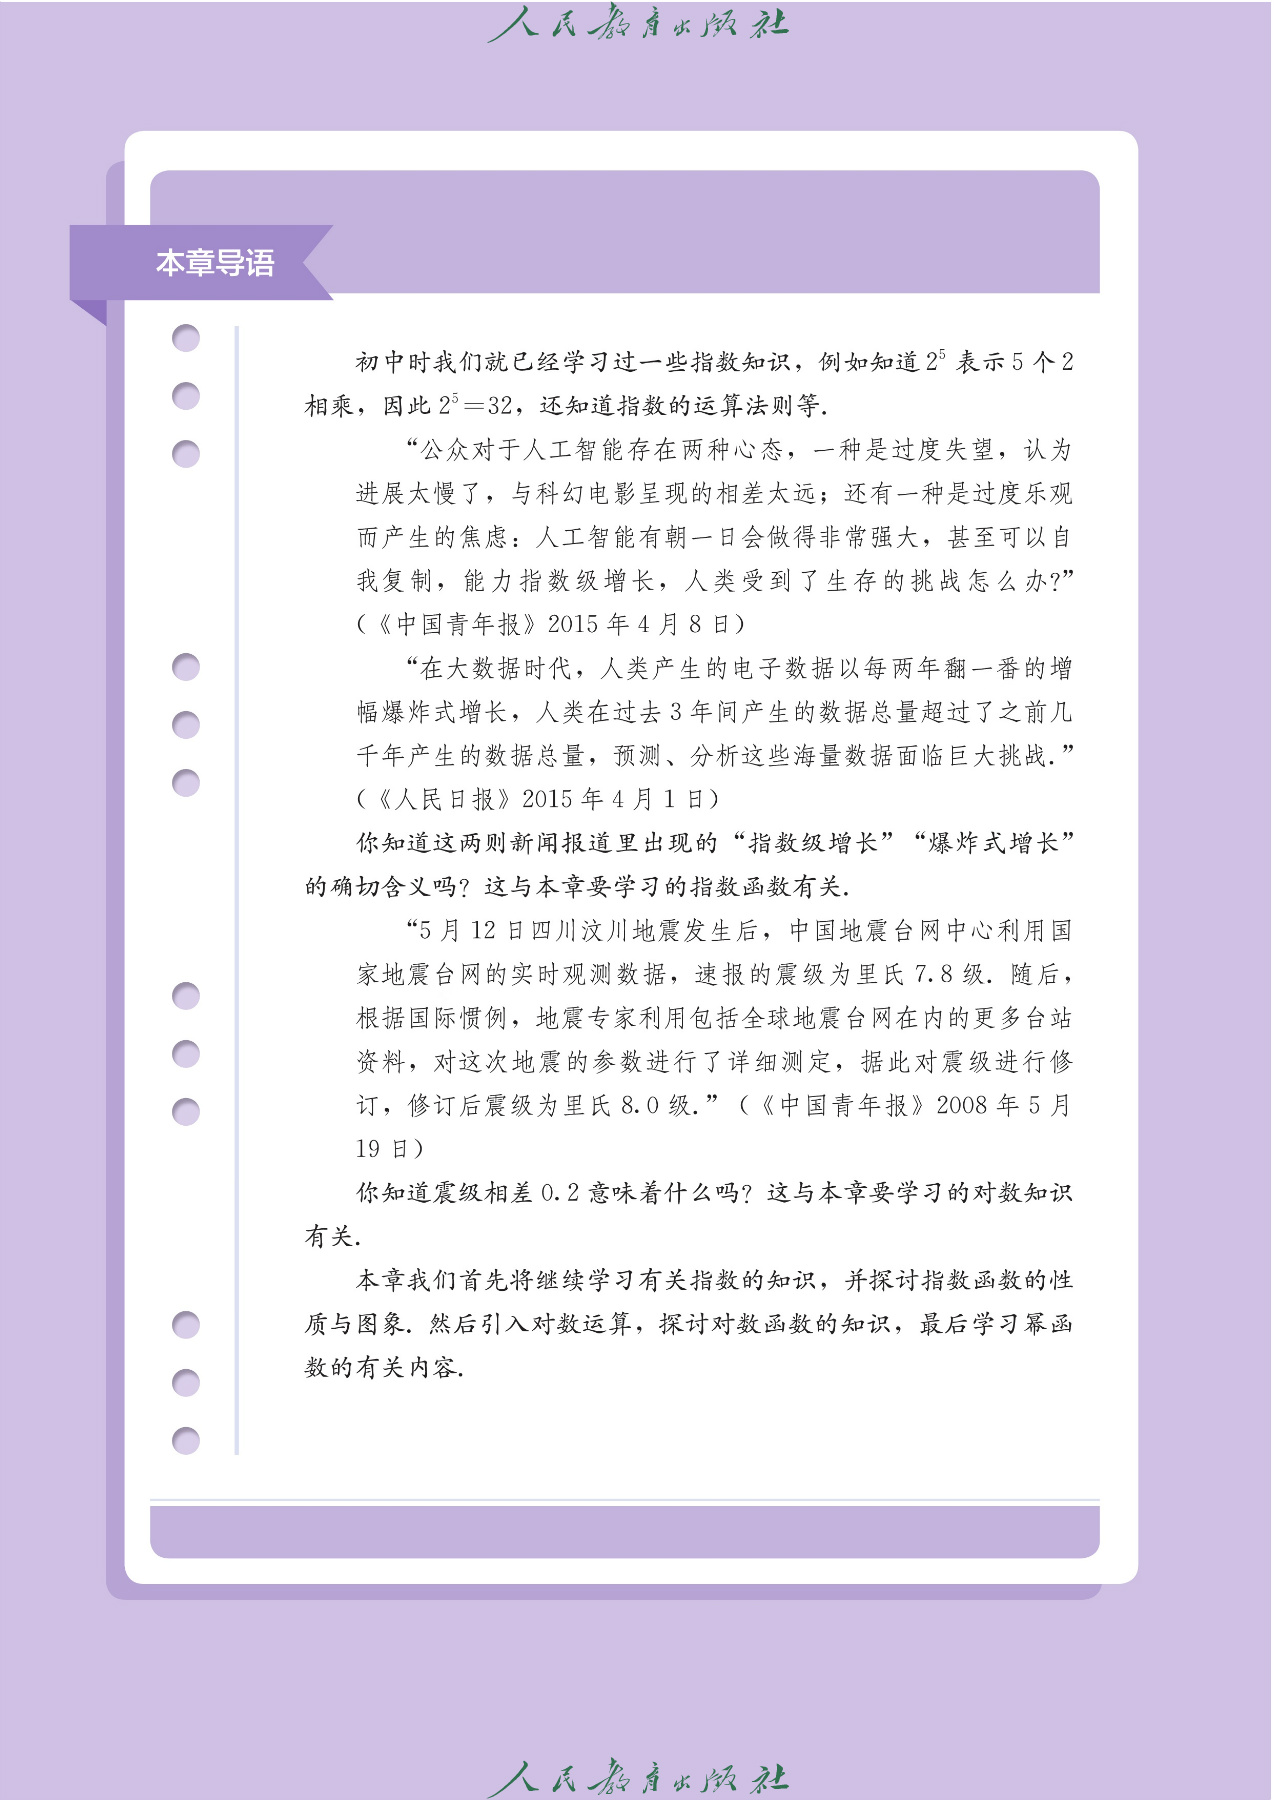 人民教育出版社
本章导语
初中时我们就已经学习过一些指数知识，例如知道 2⁵ 表示 5 个 2
相乘，因此 2⁵＝32，还知道指数的运算法则等.
“公众对于人工智能存在两种心态，一种是过度失望，认为
进展太慢了，与科幻电影呈现的相差太远；还有一种是过度乐观
而产生的焦虑：人工智能有朝一日会做得非常强大，甚至可以自
我复制，能力指数级增长，人类受到了生存的挑战怎么办?”
（《中国青年报》2015 年 4 月 8 日）
“在大数据时代，人类产生的电子数据以每两年翻一番的增
幅爆炸式增长，人类在过去 3 年间产生的数据总量超过了之前几
千年产生的数据总量，预测、分析这些海量数据面临巨大挑战.”
（《人民日报》2015 年 4 月 1 日）
你知道这两则新闻报道里出现的“指数级增长”“爆炸式增长”
的确切含义吗？这与本章要学习的指数函数有关.
“5 月 12 日四川汶川地震发生后，中国地震台网中心利用国
家地震台网的实时观测数据，速报的震级为里氏 7.8 级. 随后，
根据国际惯例，地震专家利用包括全球地震台网在内的更多台站
资料，对这次地震的参数进行了详细测定，据此对震级进行修
订，修订后震级为里氏 8.0 级.”（《中国青年报》2008 年 5 月
19 日）
你知道震级相差 0.2 意味着什么吗？这与本章要学习的对数知识
有关.
本章我们首先将继续学习有关指数的知识，并探讨指数函数的性
质与图象. 然后引入对数运算，探讨对数函数的知识，最后学习幂函
数的有关内容.
人民教育出版社